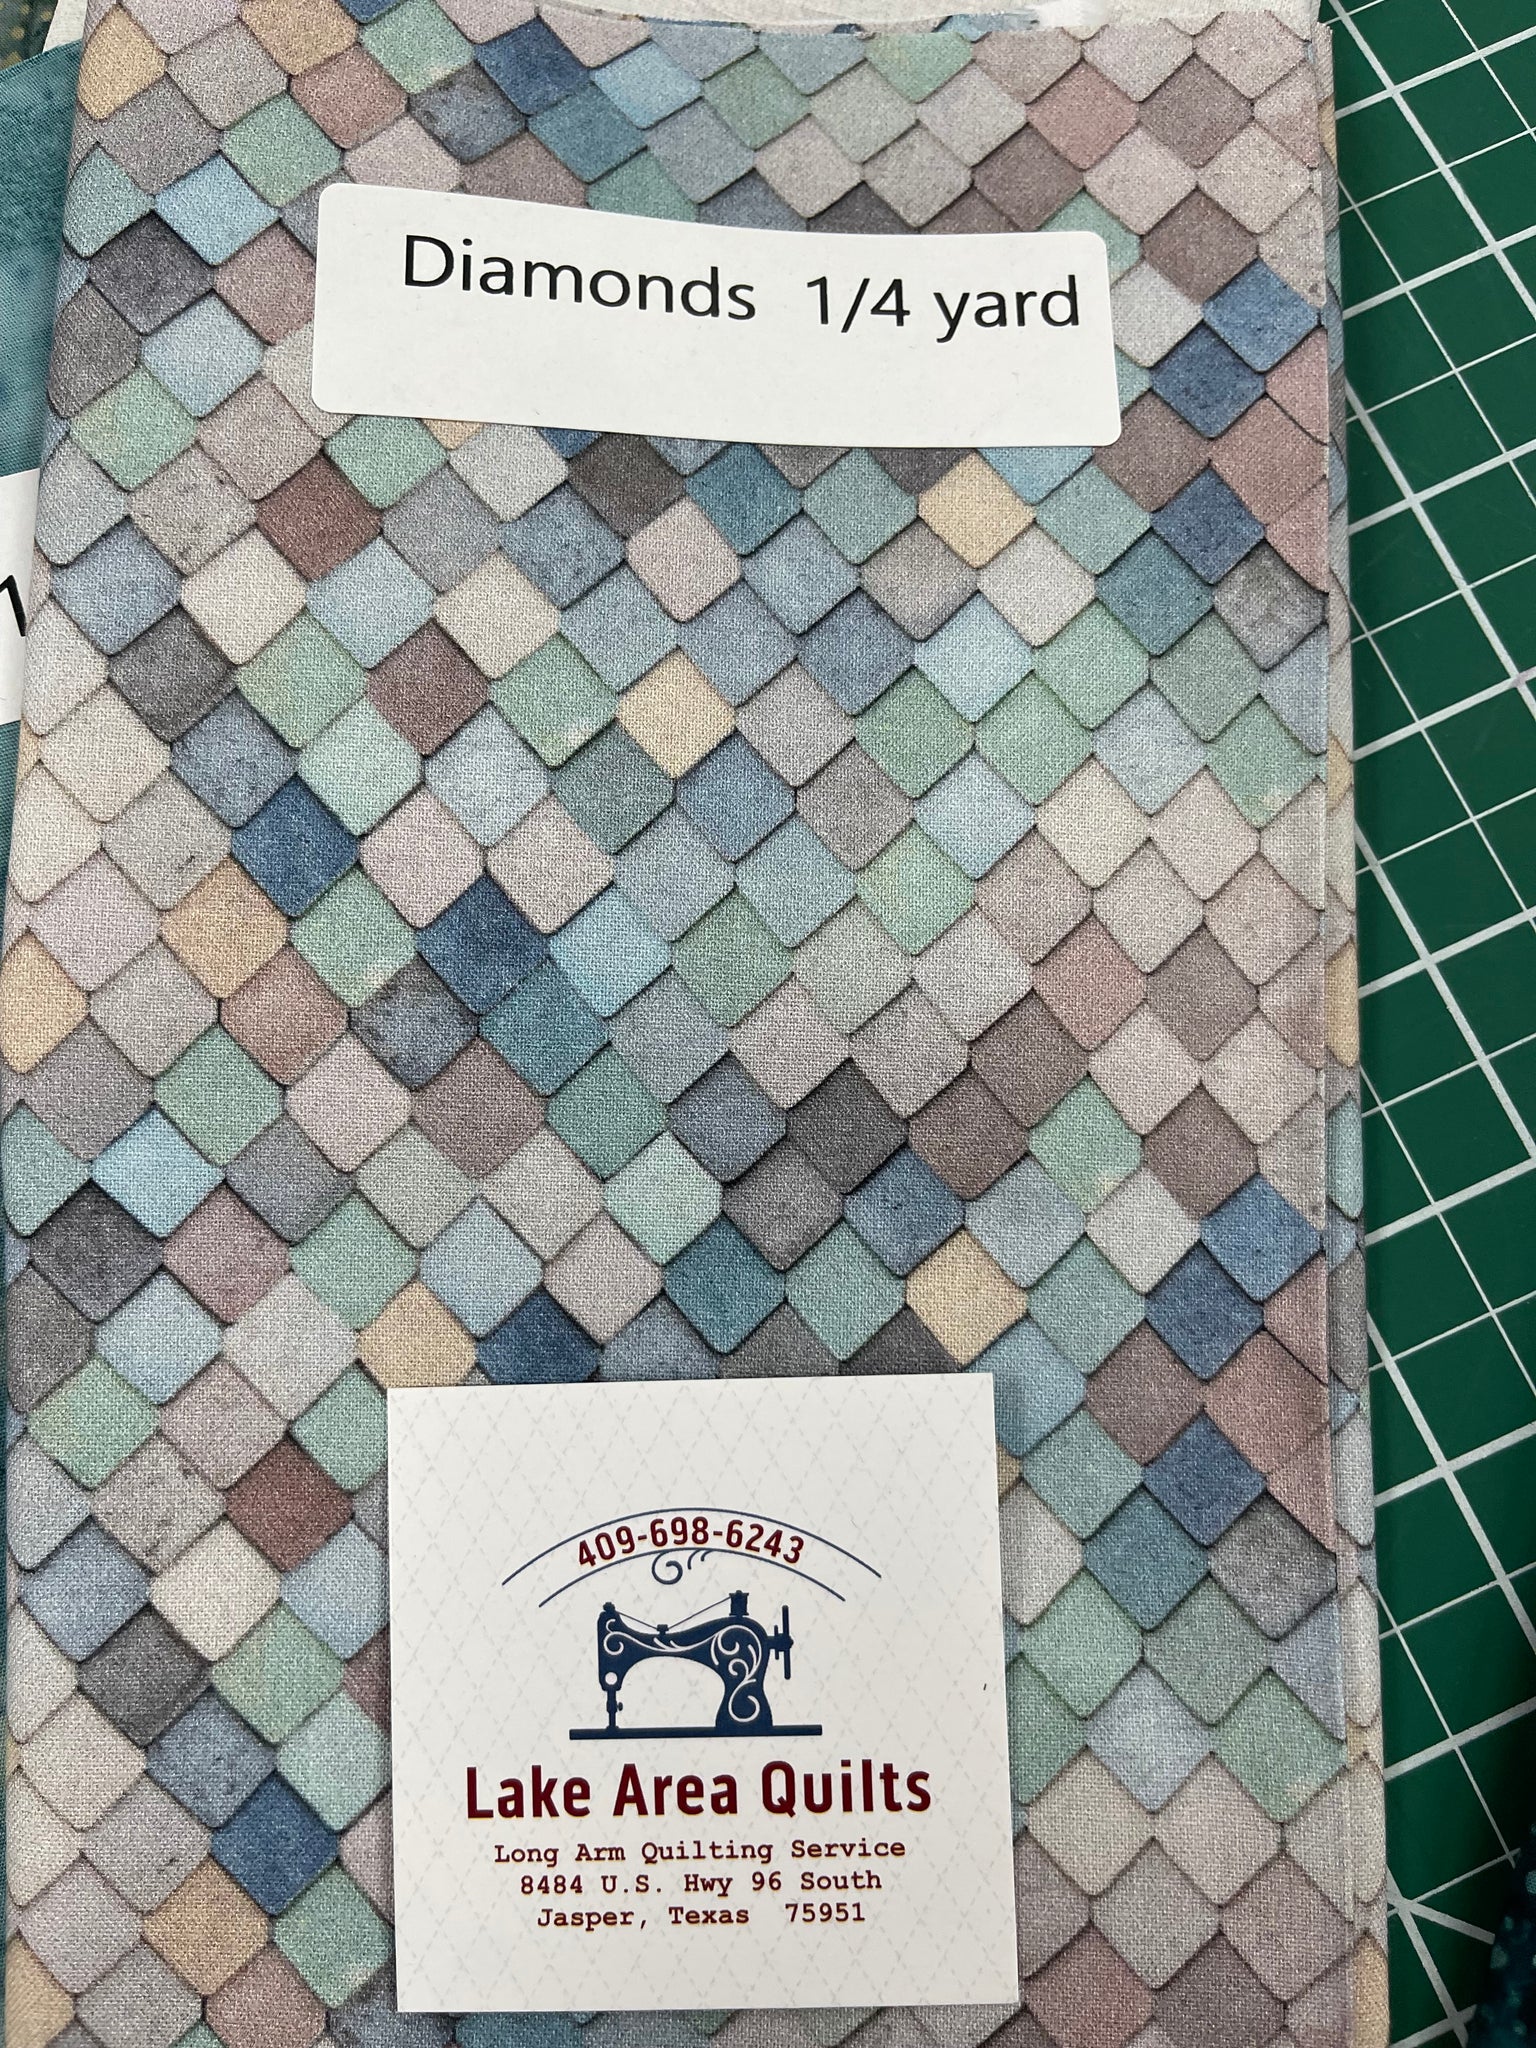 Diamonds 1/4 yard
1
409-698-6243
Lake Area Quilts
Long Arm Quilting Service
8484 U.S. Hwy 96 South
Jasper, Texas 75951